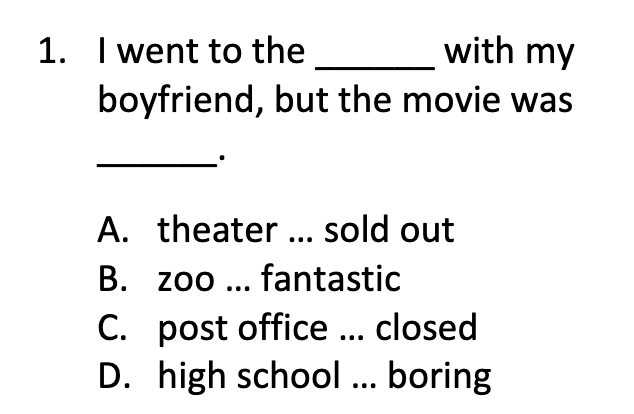 1. I went to the ______ with my
boyfriend, but the movie was
______.
A. theater ... sold out
B. zoo ... fantastic
C. post office ... closed
D. high school ... boring